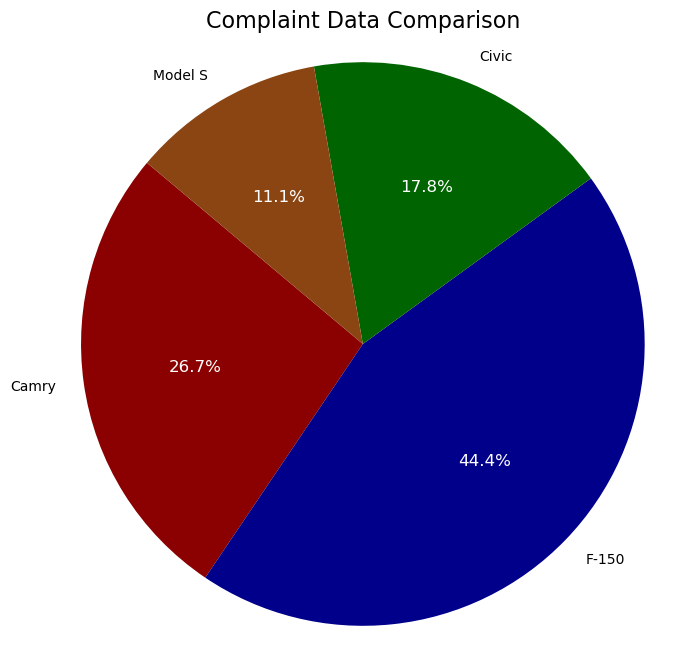 Complaint Data Comparison
Civic
Model S
17.8%
11.1%
26.7%
Camry
44.4%
F-150